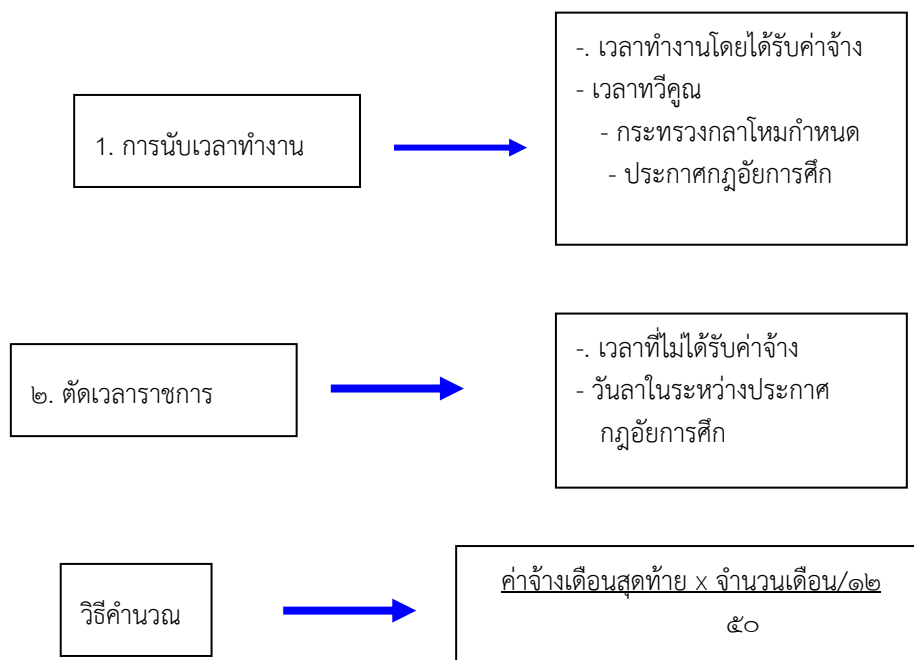 1. การนับเวลาทำงาน
-. เวลาทำงานโดยได้รับค่าจ้าง
- เวลาทวีคูณ
- กระทรวงกลาโหมกำหนด
- ประกาศกฎอัยการศึก
๒. ตัดเวลาราชการ
-. เวลาที่ไม่ได้รับค่าจ้าง
- วันลาในระหว่างประกาศ
กฎอัยการศึก
วิธีคำนวณ
ค่าจ้างเดือนสุดท้าย x จำนวนเดือน/๑๒
๕๐